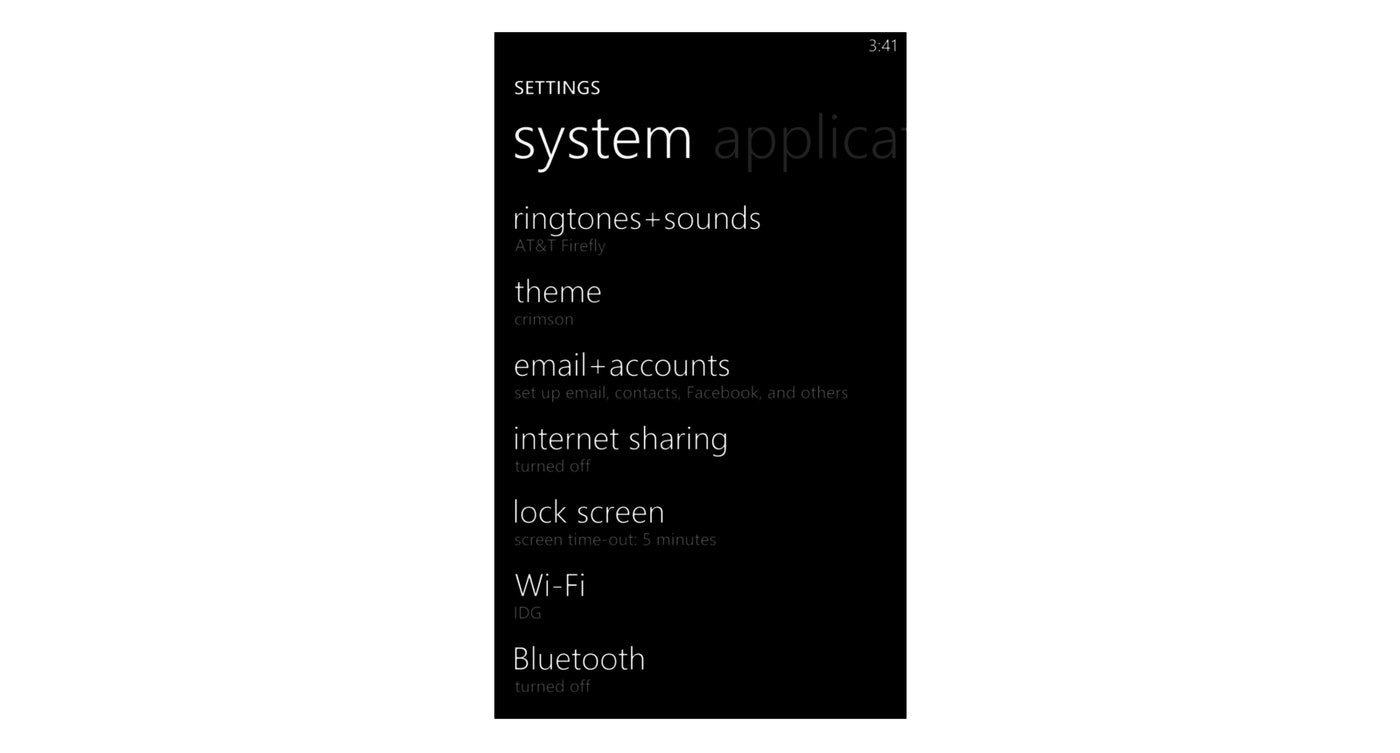 3:41
SETTINGS
system applica
ringtones+sounds
AT&T Firefly
theme
crimson
email+accounts
set up email, contacts, Facebook, and others
internet sharing
turned off
lock screen
screen time-out: 5 minutes
Wi-Fi
IDG
Bluetooth
turned off